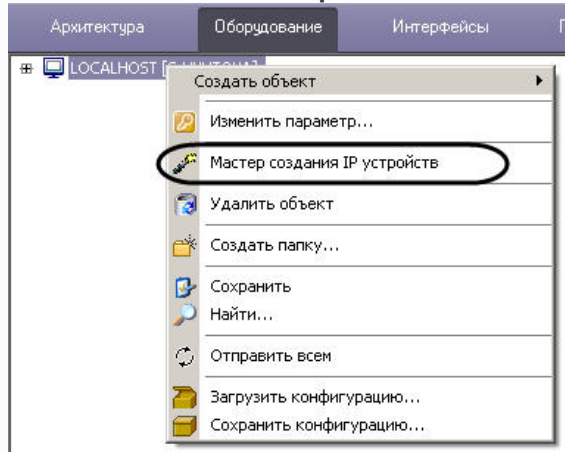 Архитектура Оборудование Интерфейсы
LOCALHOST
Создать объект
Изменить параметр...
Мастер создания IP устройств
Удалить объект
Создать папку...
Сохранить
Найти...
Отправить всем
Загрузить конфигурацию...
Сохранить конфигурацию...